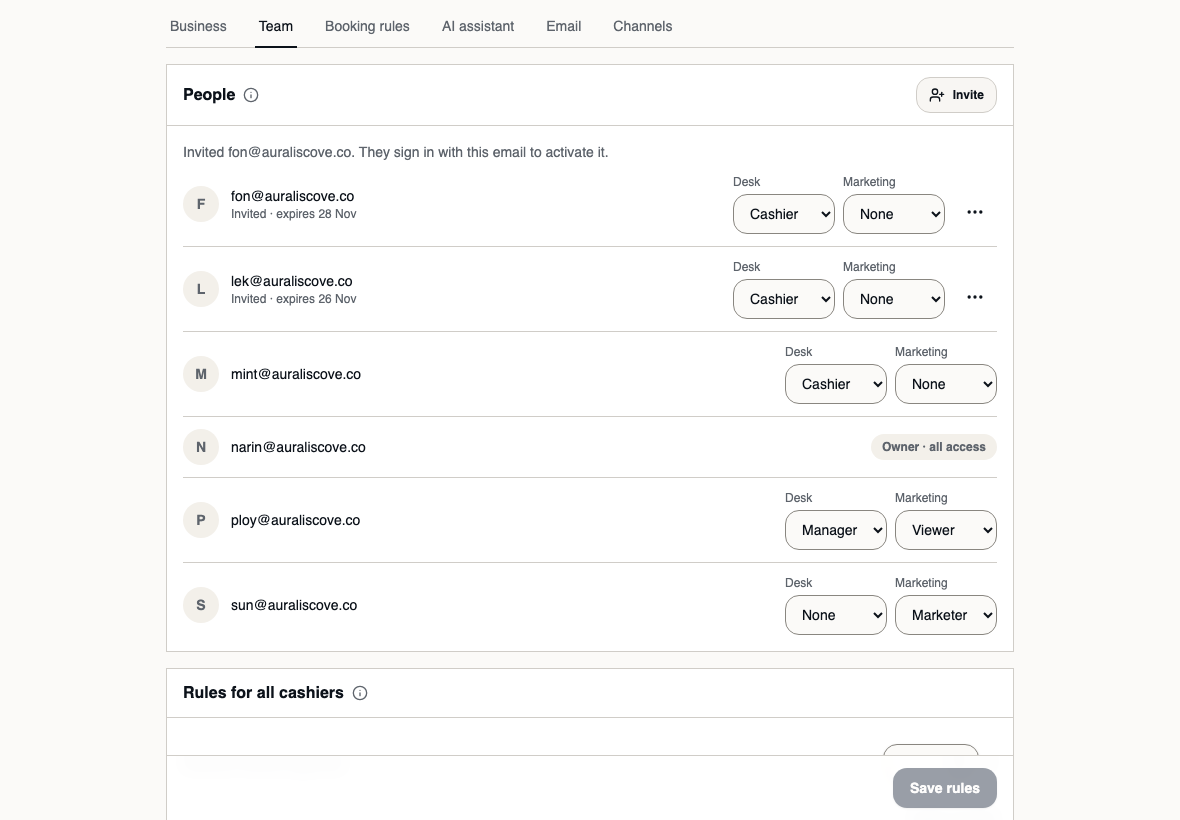 Business Team Booking rules AI assistant Email Channels
People
Invite
Invited fon@auraliscove.co. They sign in with this email to activate it.
F
fon@auraliscove.co
Invited · expires 28 Nov
Desk
Cashier
Marketing
None
L
lek@auraliscove.co
Invited · expires 26 Nov
Desk
Cashier
Marketing
None
M
mint@auraliscove.co
Desk
Cashier
Marketing
None
N
narin@auraliscove.co
Owner · all access
P
ploy@auraliscove.co
Desk
Manager
Marketing
Viewer
S
sun@auraliscove.co
Desk
None
Marketing
Marketer
Rules for all cashiers
Save rules